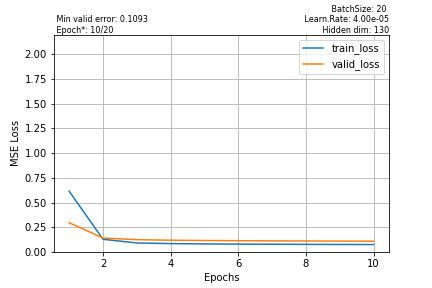 BatchSize: 20
Min valid error: 0.1093
Learn.Rate: 4.00e-05
Epoch*: 10/20
Hidden dim: 130
train_loss
valid_loss
2.00
1.75
1.50
1.25
1.00
0.75
0.50
0.25
0.00
MSE Loss
2 4 6 8 10
Epochs